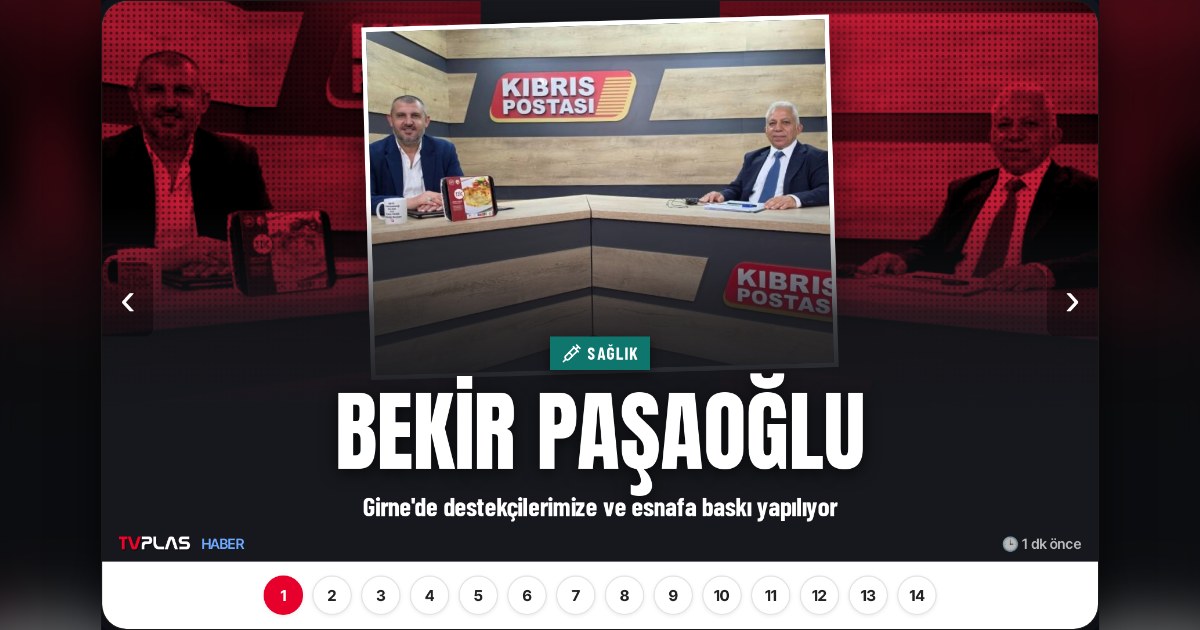 KIBRIS
POSTASI
KIBRIS
POSTASI
SAĞLIK
BEKİR PAŞAOĞLU
Girne'de destekçilerimize ve esnafa baskı yapılıyor
TVPLAS HABER
1 dk önce
1 2 3 4 5 6 7 8 9 10 11 12 13 14